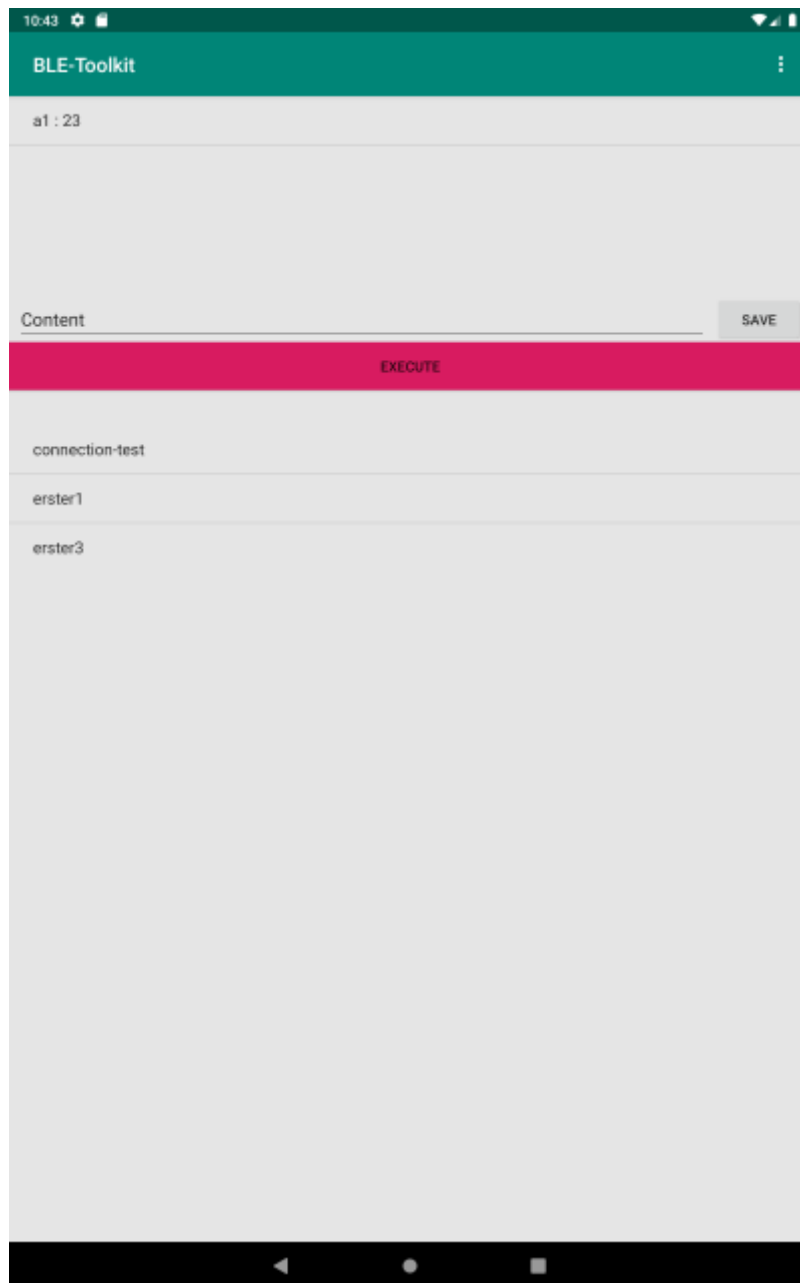 10:43
BLE-Toolkit
a1 : 23
Content
SAVE
EXECUTE
connection-test
erster1
erster3